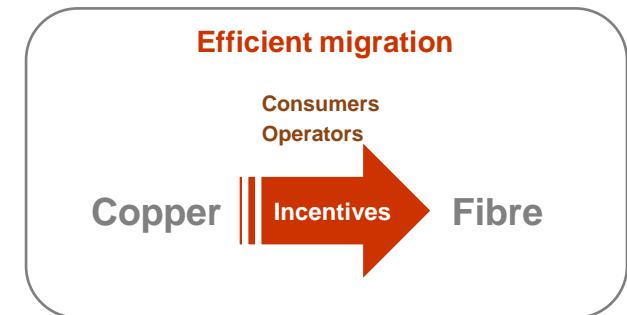 Efficient migration
Consumers
Operators
Copper Incentives Fibre